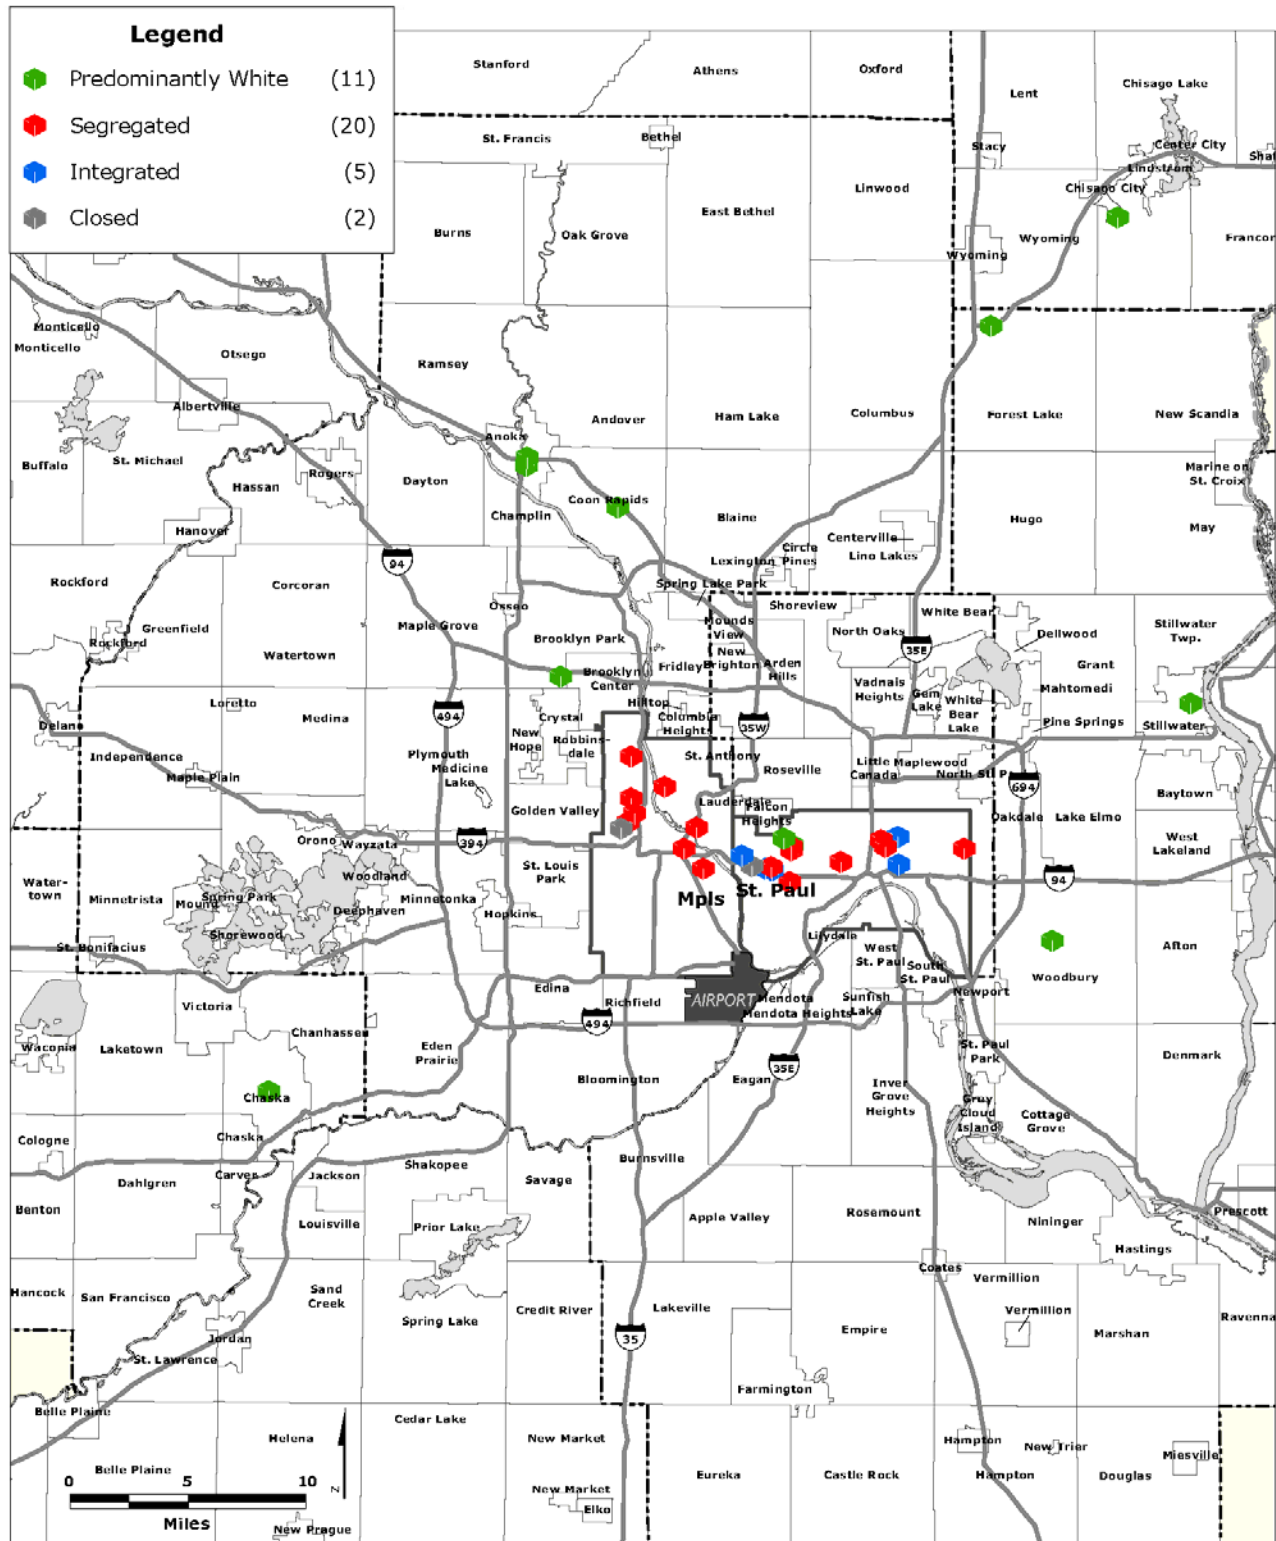 Legend
Predominantly White (11)
Segregated (20)
Integrated (5)
Closed (2)
Stanford
Athens
Oxford
Lent
Chisago Lake
St. Francis
Bethel
Stacy
Center City
Lindstrom
Chisago City
Linwood
East Bethel
Burns
Oak Grove
Wyoming
Wyoming
Monticello
Monticello
Otsego
Ramsey
Albertville
Andover
Ham Lake
Columbus
Forest Lake
New Scandia
Anoka
Buffalo
St. Michael
Rogers
Hassan
Dayton
Coon Rapids
Marine on
St. Croix
Champlin
Blaine
Hugo
May
Hanover
Centerville
Circle
Pines
Lexington
Lino Lakes
94
Rockford
Corcoran
Spring Lake Park
Osseo
Shoreview
White Bear
Greenfield
Maple Grove
Mounds
View
North Oaks
Dellwood
Stillwater
Twp.
Rockford
Watertown
Brooklyn Park
New
Brighton
35E
Fridley
Arden
Hills
Grant
Brooklyn
Center
Vadnais
Heights
Gem
Lake
Mahtomedi
Loretto
Medina
Hilltop
White
Bear
Lake
494
Crystal
Columbia
Heights
35W
Pine Springs
Stillwater
Delano
New
Hope
Robbins-
dale
Independence
Plymouth
Medicine
Lake
St. Anthony
Roseville
Little
Canada
Maplewood
North St. P
Maple Plain
694
Baytown
Golden Valley
Lauderdale
Falcon
Heights
Oakdale
Lake Elmo
Orono
Wayzata
394
West
Lakeland
St. Louis
Park
Water-
town
Woodland
Minnetrista
Mound
Spring Park
Deephaven
Minnetonka
Hopkins
Mpls
St. Paul
94
Shorewood
St. Bonifacius
Lilydale
West
St. Paul
South
St. Paul
Afton
Woodbury
Edina
Richfield
AIRPORT
Mendota
Mendota Heights
Sunfish
Lake
Newport
Victoria
Chanhassen
494
Waconia
Laketown
Eden
Prairie
St. Paul
Park
Denmark
Bloomington
35E
Eagan
Inver
Grove
Heights
Chaska
Grey
Cloud
Island
Cottage
Grove
Cologne
Chaska
Burnsville
Carver
Shakopee
Dahlgren
Jackson
Savage
Benton
Louisville
Prior Lake
Apple Valley
Rosemount
Nininger
Prescott
Hastings
Coates
Hancock
San Francisco
Sand
Creek
Vermillion
Spring Lake
Credit River
Lakeville
Vermillion
Ravenna
35
Empire
Marshan
Jordan
St. Lawrence
Farmington
Belle Plaine
Cedar Lake
Helena
New Market
Hampton
New Trier
Miesville
Belle Plaine
Eureka
Castle Rock
Hampton
Douglas
0 5 10
Miles
N
New Market
Elko
New Prague